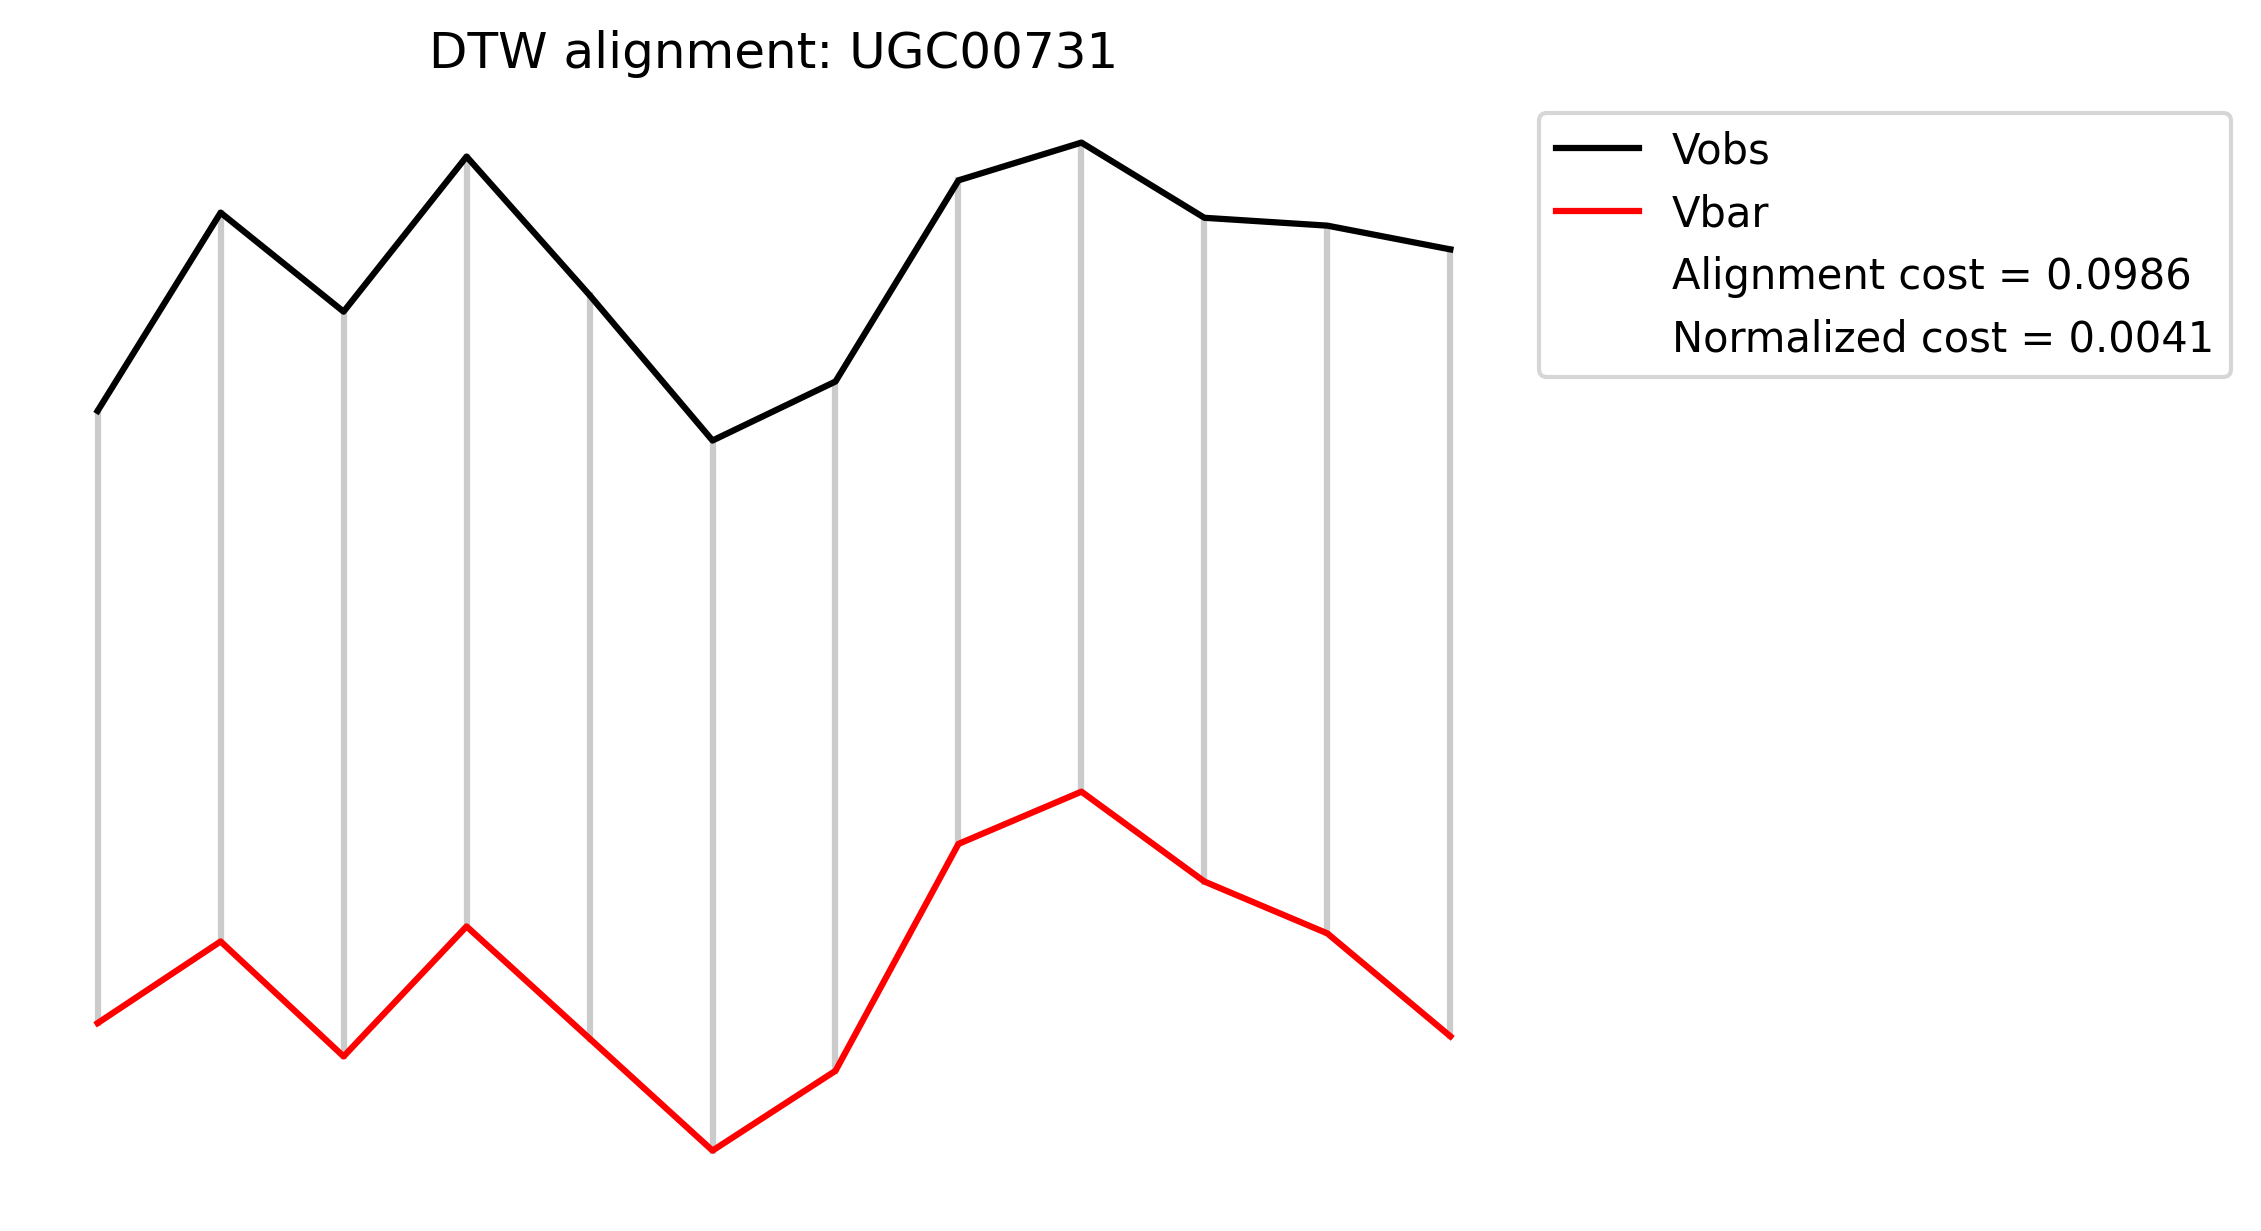 DTW alignment: UGC00731
Vobs
Vbar
Alignment cost = 0.0986
Normalized cost = 0.0041